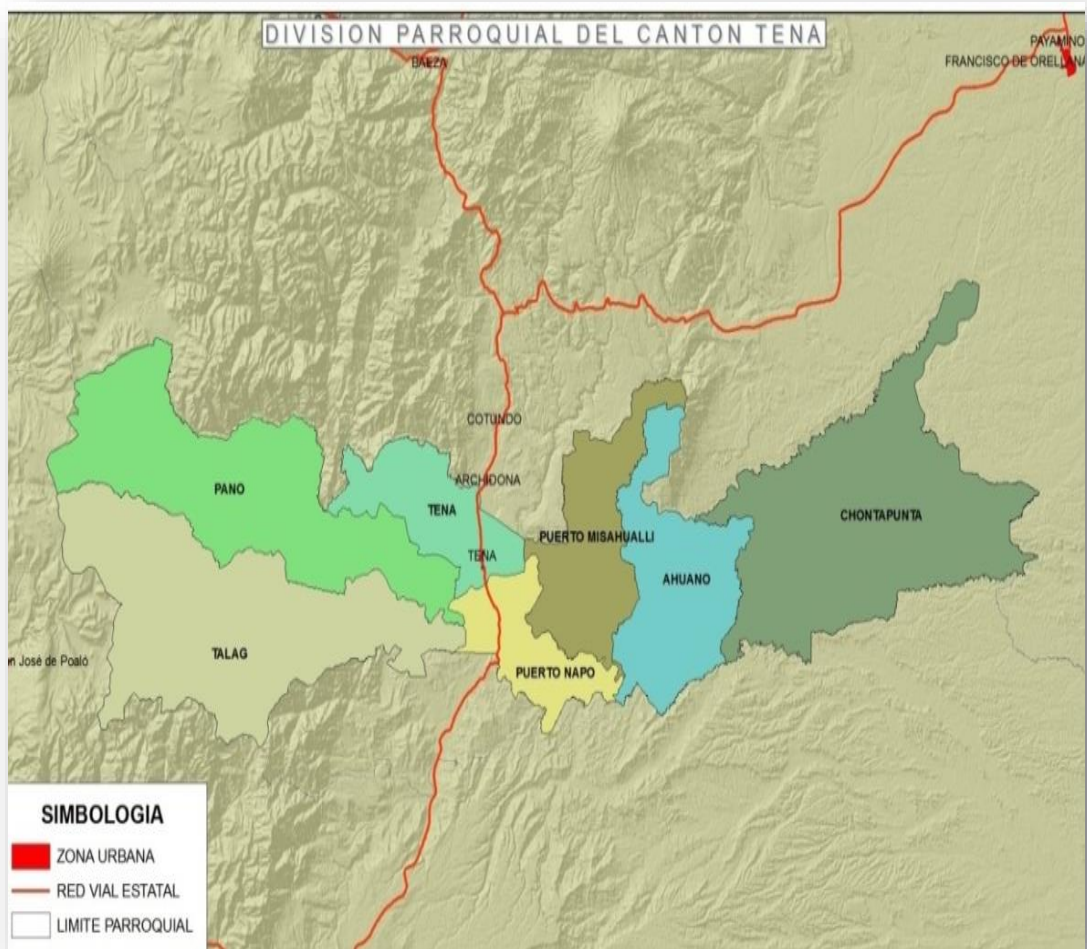 DIVISION PARROQUIAL DEL CANTON TENA
PAYAMINO
BAEZA
FRANCISCO DE ORELLANA
COTUNDO
ARCHIDONA
PANO
TENA
CHONTAPUNTA
PUERTO MISAHUALLI
TENA
AHUANO
TALAG
n José de Poaló
PUERTO NAPO
SIMBOLOGIA
ZONA URBANA
RED VIAL ESTATAL
LIMITE PARROQUIAL